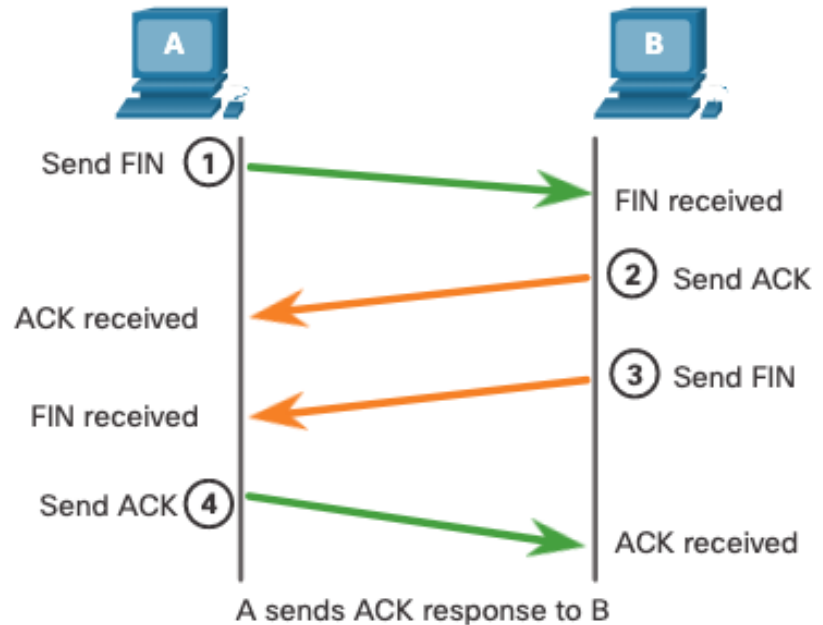 A
B
Send FIN 1
FIN received
2 Send ACK
ACK received
3 Send FIN
FIN received
Send ACK 4
ACK received
A sends ACK response to B